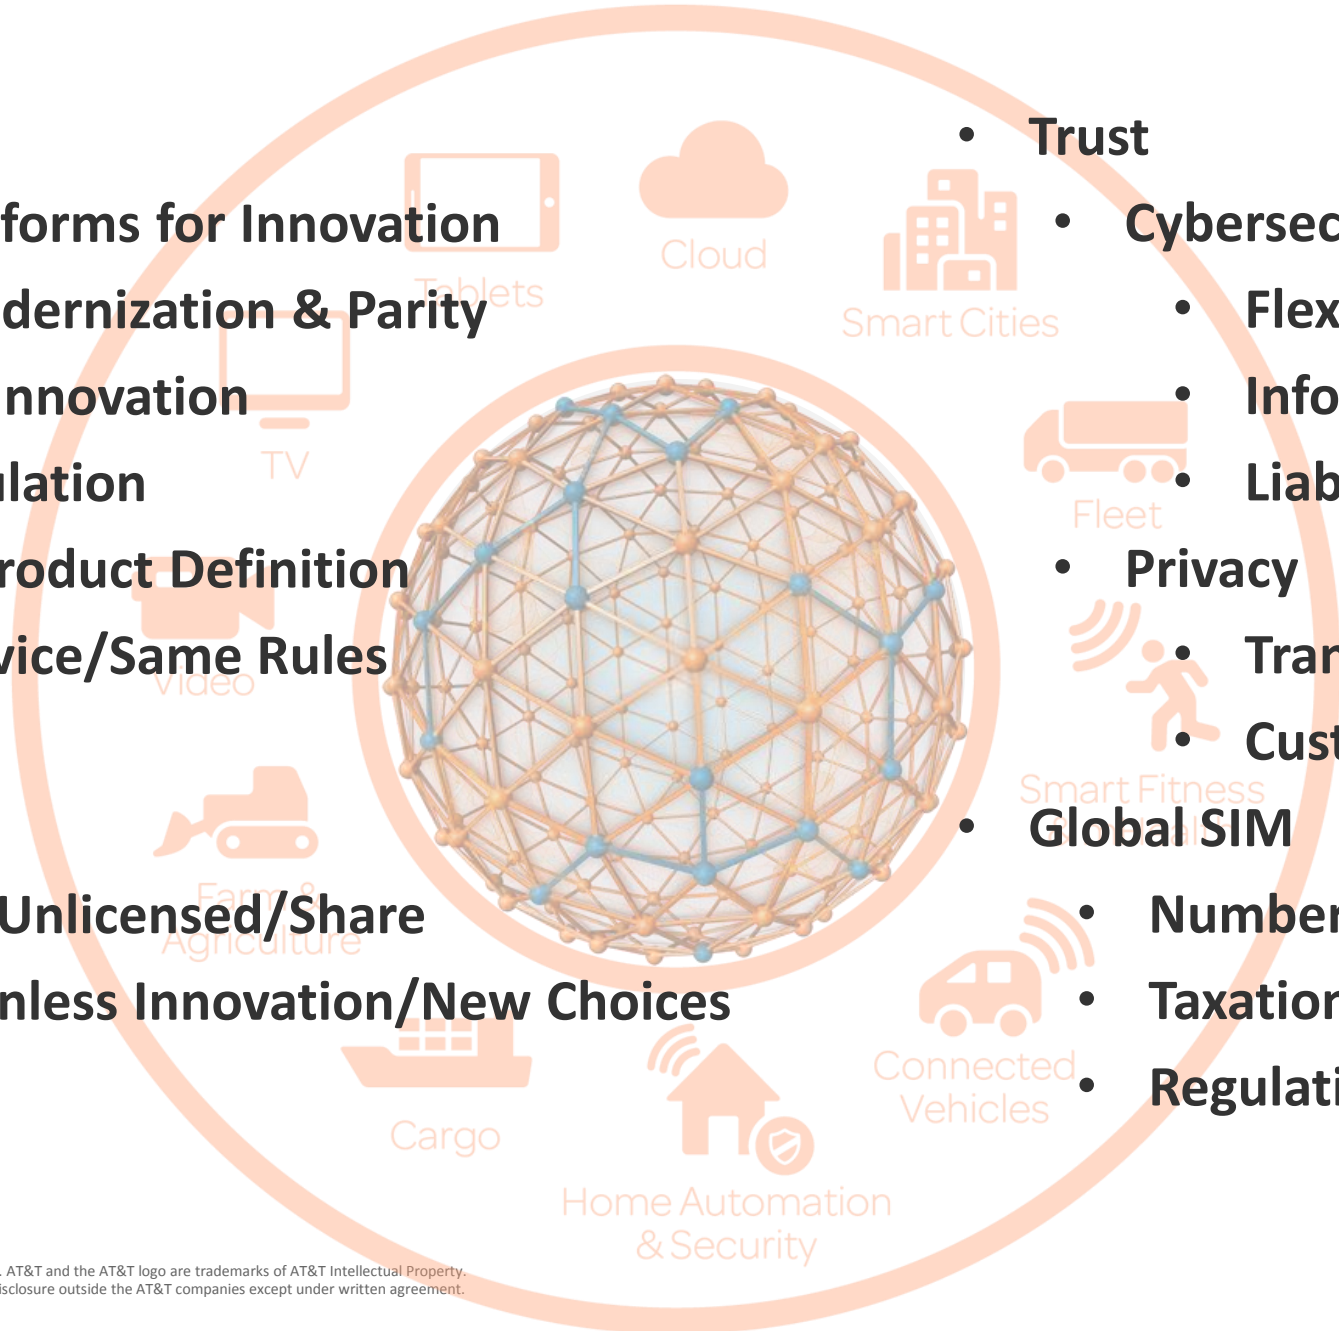 forms for Innovation
dernization & Parity
nnovation
ulation
roduct Definition
vice/Same Rules
Unlicensed/Share
nless Innovation/New Choices
• Trust
• Cybersec
• Flex
• Info
• Liab
• Privacy
• Tran
• Cust
• Global SIM
• Number
• Taxation
• Regulati
Tablets
Cloud
Smart Cities
TV
Fleet
Video
Smart Fitness
Farm &
Agriculture
Connected
Vehicles
Cargo
Home Automation
& Security
. AT&T and the AT&T logo are trademarks of AT&T Intellectual Property.
isclosure outside the AT&T companies except under written agreement.